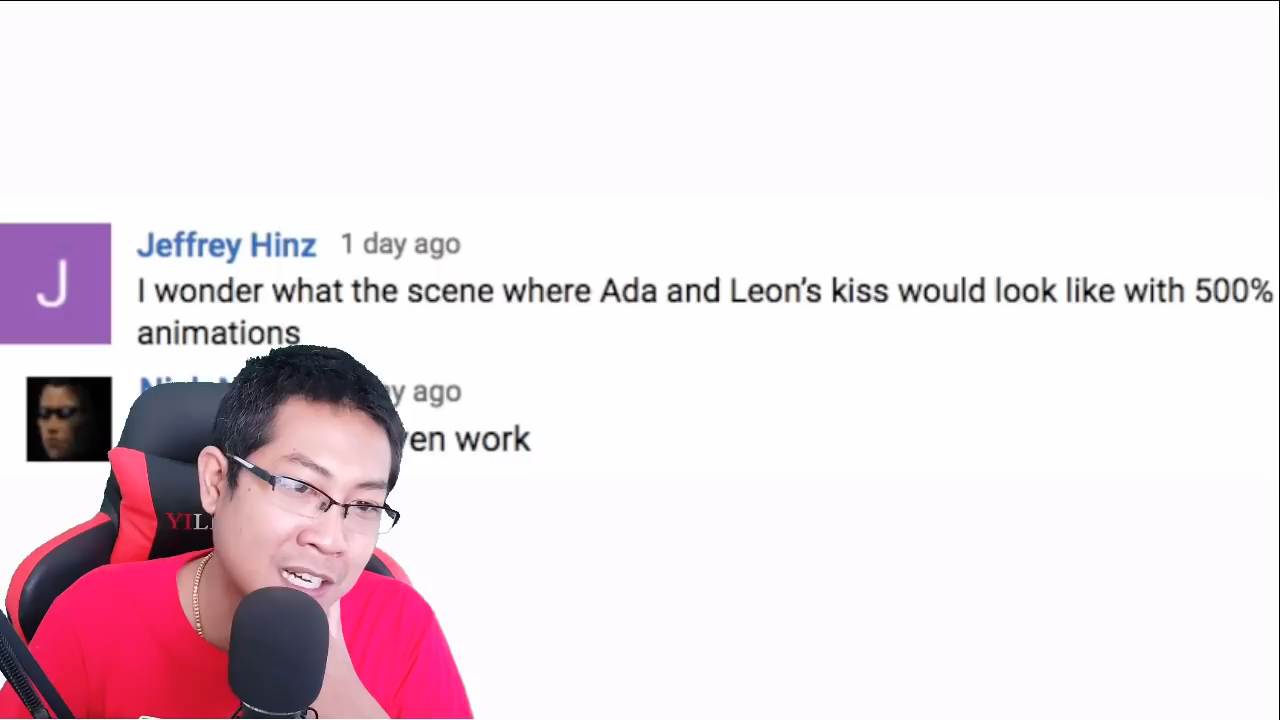 Jeffrey Hinz 1 day ago
I wonder what the scene where Ada and Leon’s kiss would look like with 500%
animations
ago
work
J